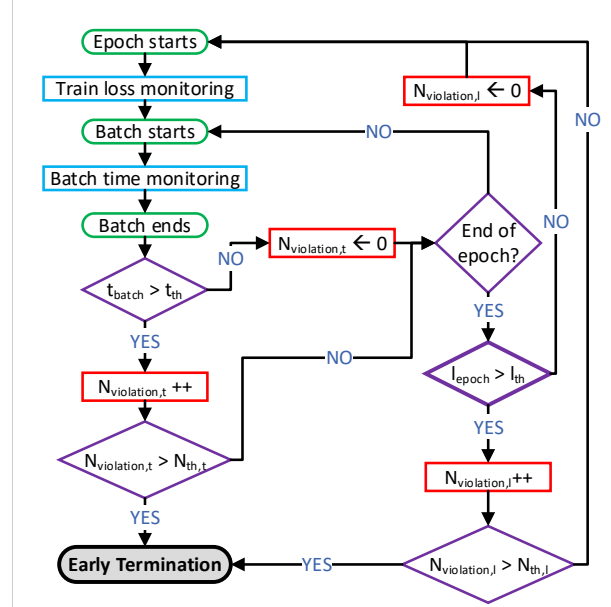 Epoch starts
Train loss monitoring
N_violation,l ← 0
NO
Batch starts
NO
Batch time monitoring
Batch ends
N_violation,t ← 0
End of
epoch?
NO
NO
t_batch > t_th
YES
YES
NO
l_epoch > l_th
N_violation,t ++
YES
N_violation,t > N_th,t
N_violation,l++
YES
Early Termination
YES
N_violation,l > N_th,l